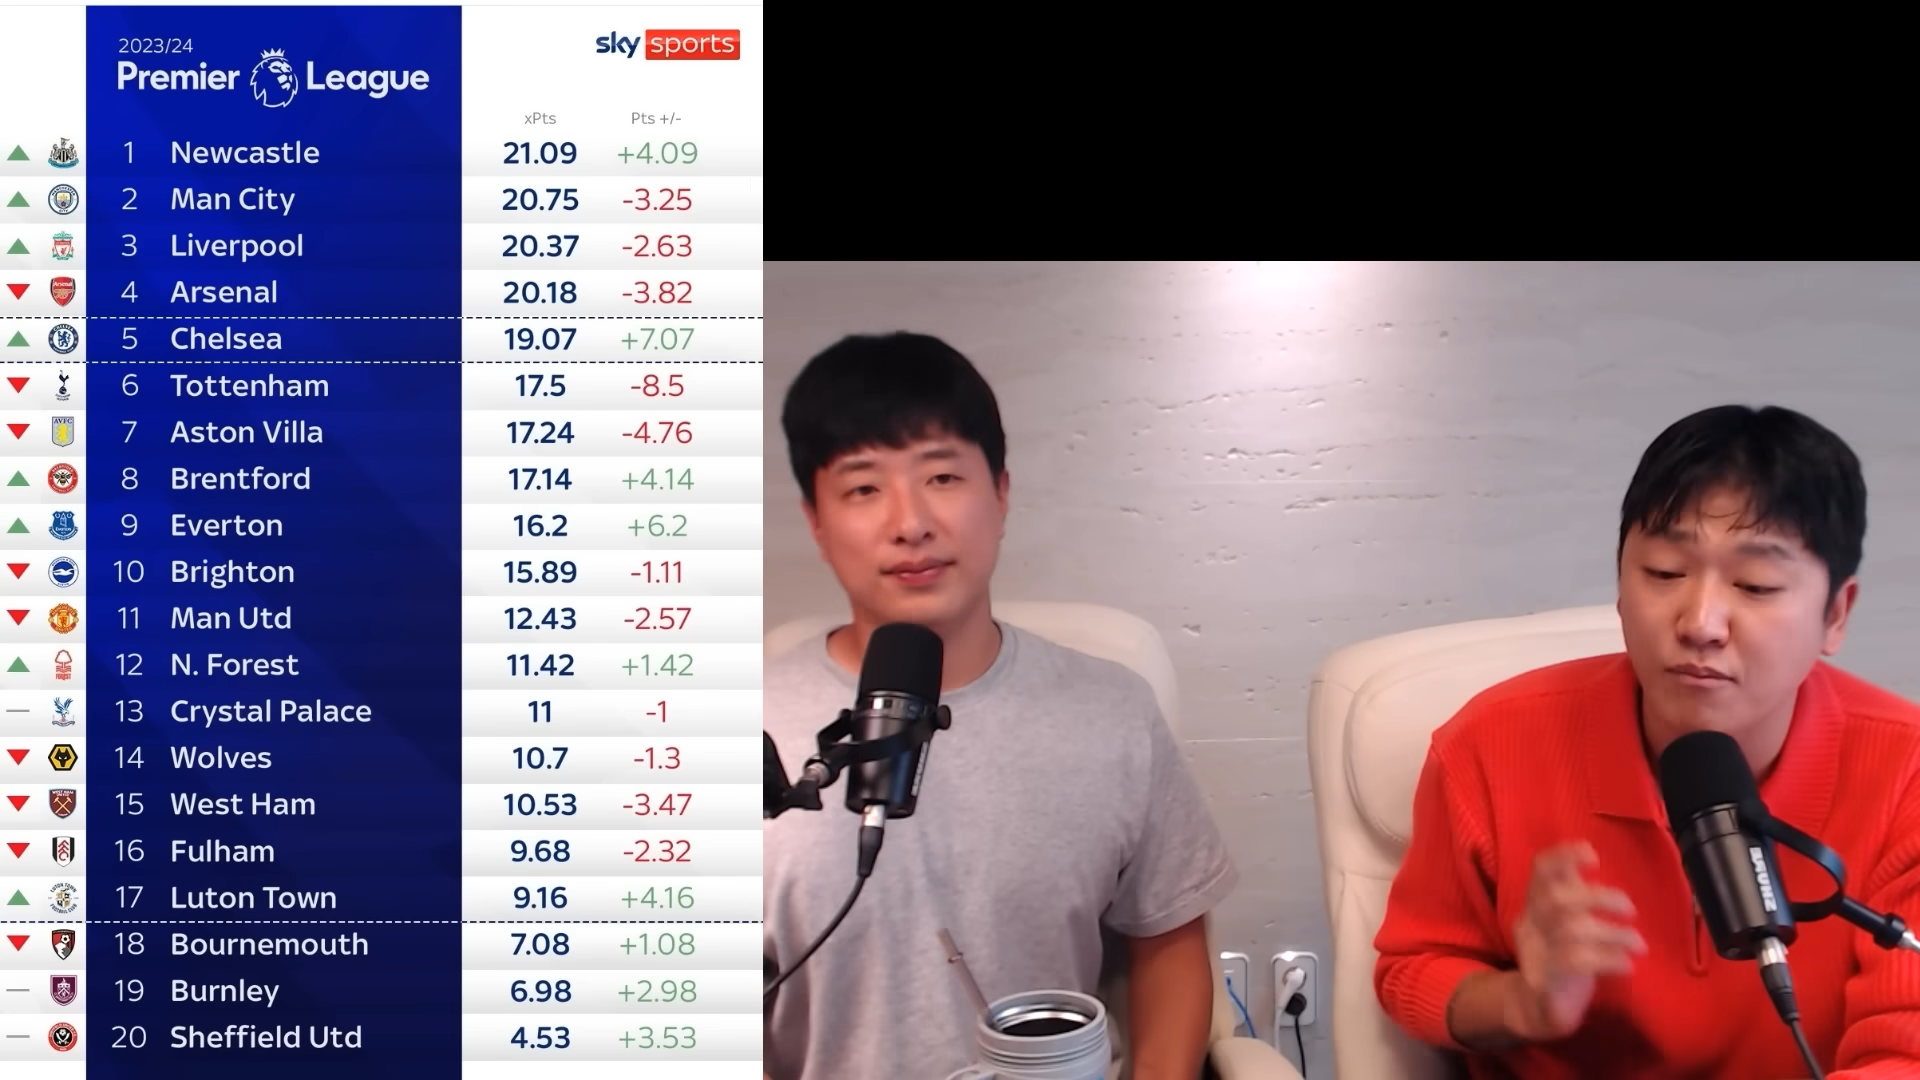 2023/24
Premier League
sky sports
xPts Pts +/-
1 Newcastle 21.09 +4.09
2 Man City 20.75 -3.25
3 Liverpool 20.37 -2.63
4 Arsenal 20.18 -3.82
5 Chelsea 19.07 +7.07
6 Tottenham 17.5 -8.5
7 Aston Villa 17.24 -4.76
8 Brentford 17.14 +4.14
9 Everton 16.2 +6.2
10 Brighton 15.89 -1.11
11 Man Utd 12.43 -2.57
12 N. Forest 11.42 +1.42
13 Crystal Palace 11 -1
14 Wolves 10.7 -1.3
15 West Ham 10.53 -3.47
16 Fulham 9.68 -2.32
17 Luton Town 9.16 +4.16
18 Bournemouth 7.08 +1.08
19 Burnley 6.98 +2.98
20 Sheffield Utd 4.53 +3.53